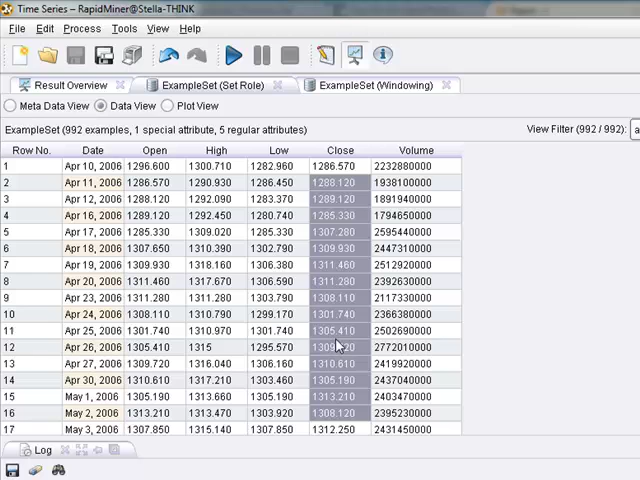 Time Series – RapidMiner@Stella-THINK
File Edit Process Tools View Help
Result Overview ExampleSet (Set Role) ExampleSet (Windowing)
Meta Data View Data View Plot View
ExampleSet (992 examples, 1 special attribute, 5 regular attributes) View Filter (992 / 992): a
Row No. Date Open High Low Close Volume
1 Apr 10, 2006 1296.600 1300.710 1282.960 1286.570 2232880000
2 Apr 11, 2006 1286.570 1290.930 1286.450 1288.120 1938100000
3 Apr 12, 2006 1288.120 1292.090 1283.370 1289.120 1891940000
4 Apr 16, 2006 1289.120 1292.450 1280.740 1285.330 1794650000
5 Apr 17, 2006 1285.330 1309.020 1285.330 1307.280 2595440000
6 Apr 18, 2006 1307.650 1310.390 1302.790 1309.930 2447310000
7 Apr 19, 2006 1309.930 1318.160 1306.380 1311.460 2512920000
8 Apr 20, 2006 1311.460 1317.670 1306.590 1311.280 2392630000
9 Apr 23, 2006 1311.280 1311.280 1303.790 1308.110 2117330000
10 Apr 24, 2006 1308.110 1310.790 1299.170 1301.740 2366380000
11 Apr 25, 2006 1301.740 1310.970 1301.740 1305.410 2502690000
12 Apr 26, 2006 1305.410 1315 1295.570 2772010000
13 Apr 27, 2006 1309.720 1316.040 1306.160 1310.610 2419920000
14 Apr 30, 2006 1310.610 1317.210 1303.460 1305.190 2437040000
15 May 1, 2006 1305.190 1313.660 1305.190 1313.210 2403470000
16 May 2, 2006 1313.210 1313.470 1303.920 1308.120 2395230000
17 May 3, 2006 1307.850 1315.140 1307.850 1312.250 2431450000
Log